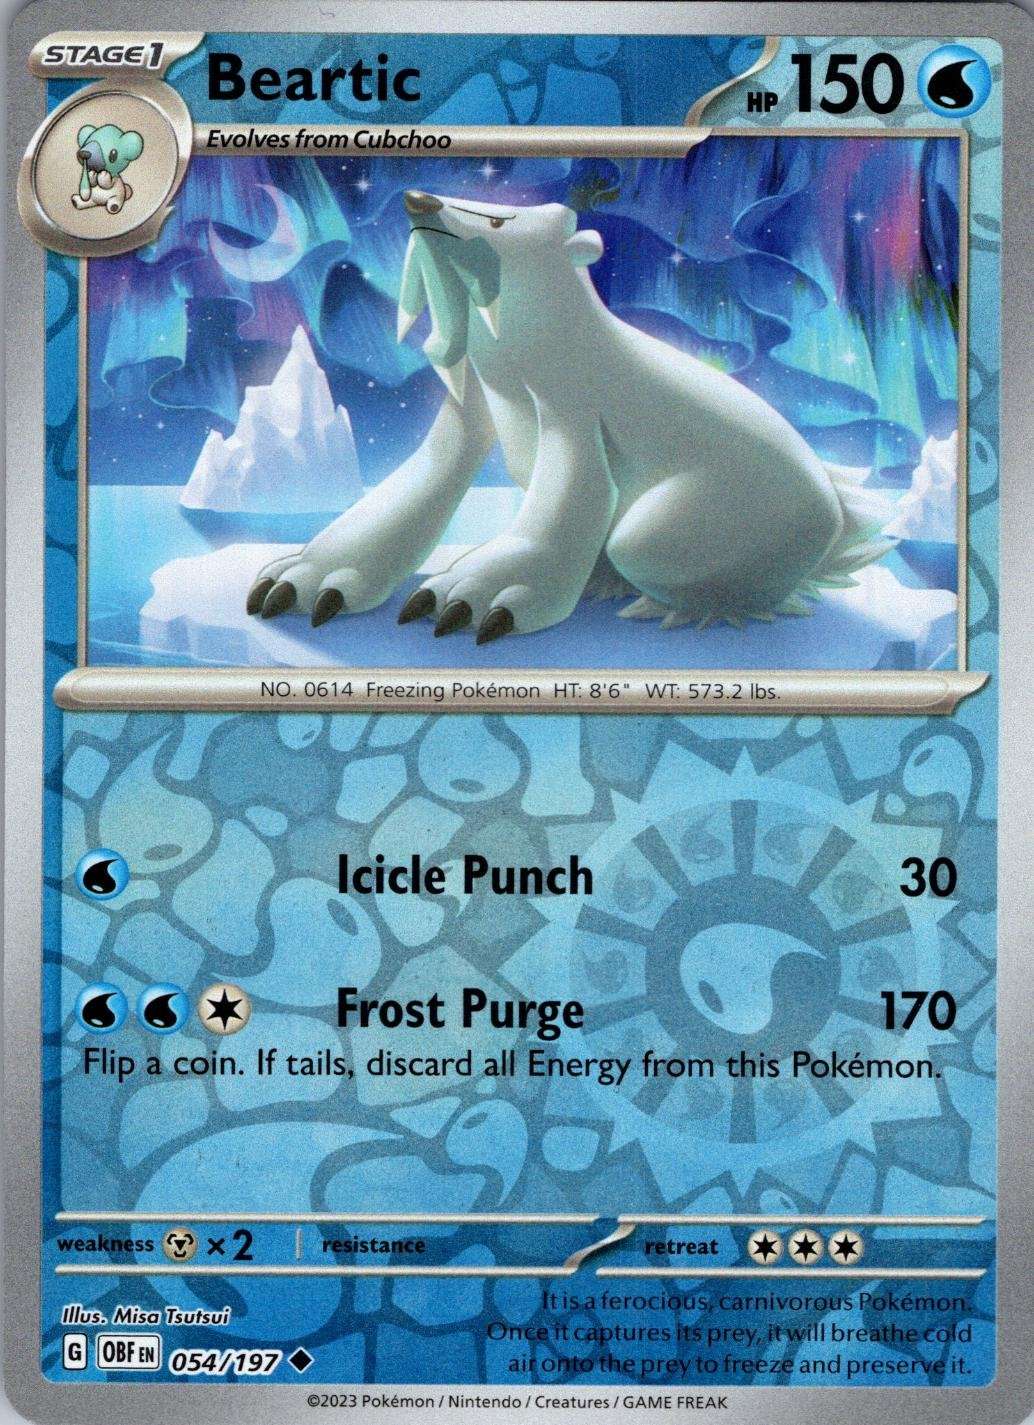 STAGE 1
Beartic
HP 150
Evolves from Cubchoo
NO. 0614 Freezing Pokémon HT: 8'6" WT: 573.2 lbs.
Icicle Punch 30
Frost Purge 170
Flip a coin. If tails, discard all Energy from this Pokémon.
weakness ×2 resistance retreat
Illus. Misa Tsutsui
G OBF EN 054/197
It is a ferocious, carnivorous Pokémon.
Once it captures its prey, it will breathe cold
air onto the prey to freeze and preserve it.
©2023 Pokémon / Nintendo / Creatures / GAME FREAK